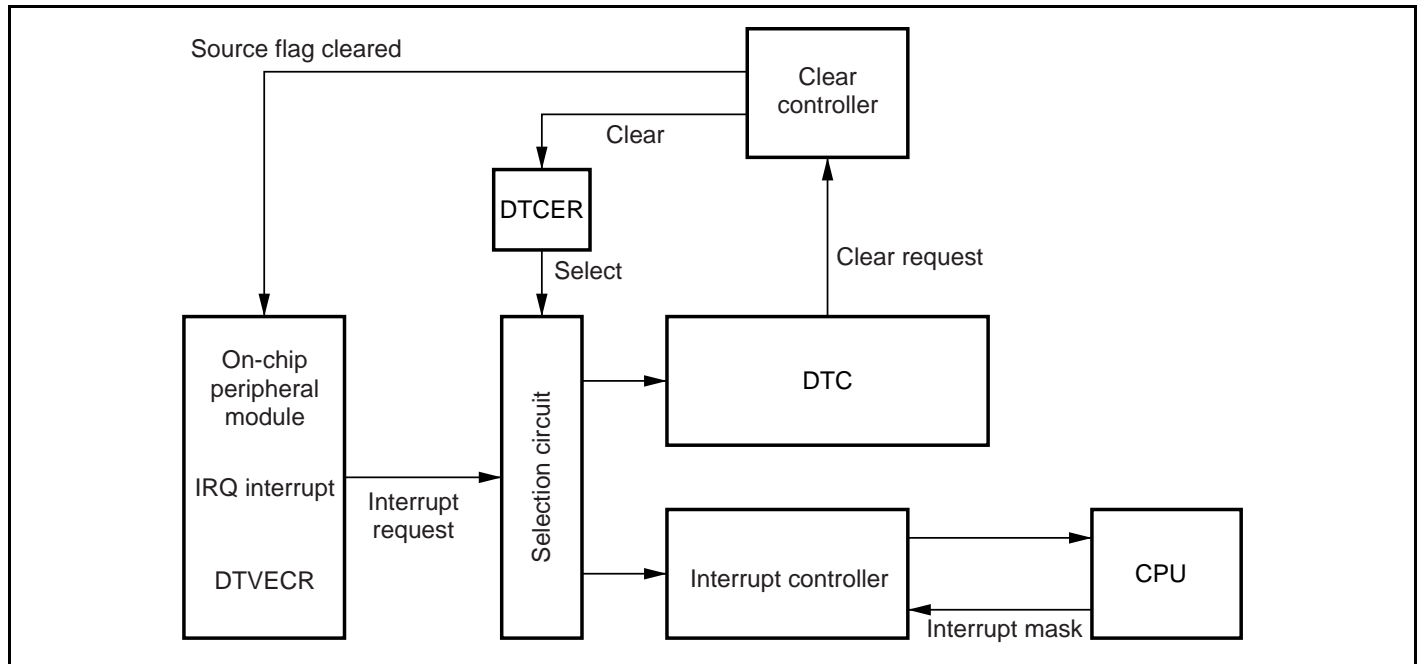 Source flag cleared
Clear
controller
Clear
DTCER
Select
Clear request
On-chip
peripheral
module
IRQ interrupt
DTVECR
Interrupt
request
Selection circuit
DTC
Interrupt controller
CPU
Interrupt mask